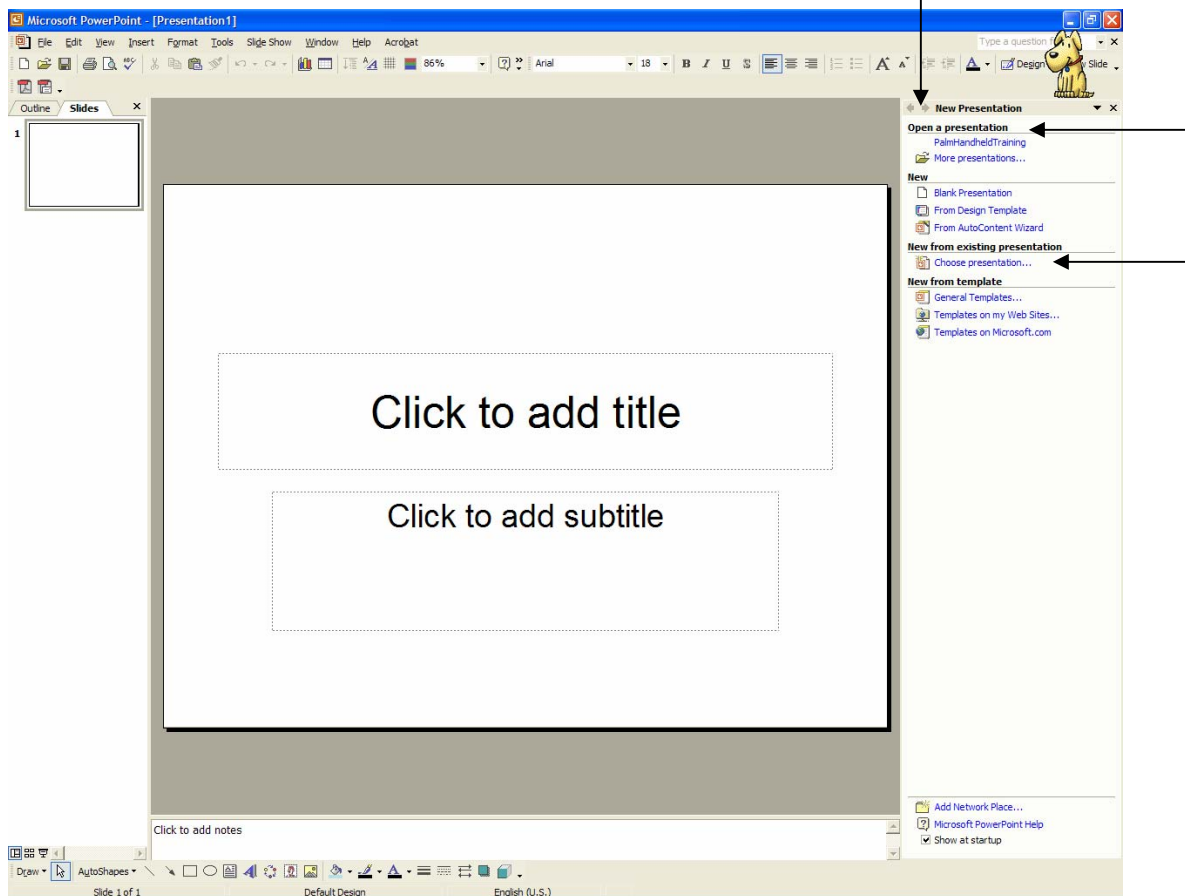 Microsoft PowerPoint - [Presentation1]
File Edit View Insert Format Tools Slide Show Window Help Acrobat
Type a question f
86% Arial 18 B I U S A A A Design Slide
Outline Slides
New Presentation
1
Open a presentation
PalmHandheldTraining
More presentations...
New
Blank Presentation
From Design Template
From AutoContent Wizard
New from existing presentation
Choose presentation...
New from template
General Templates...
Templates on my Web Sites...
Templates on Microsoft.com
Click to add title
Click to add subtitle
Add Network Place...
Microsoft PowerPoint Help
Show at startup
Click to add notes
Draw AutoShapes A
Slide 1 of 1 Default Design English (U.S.)